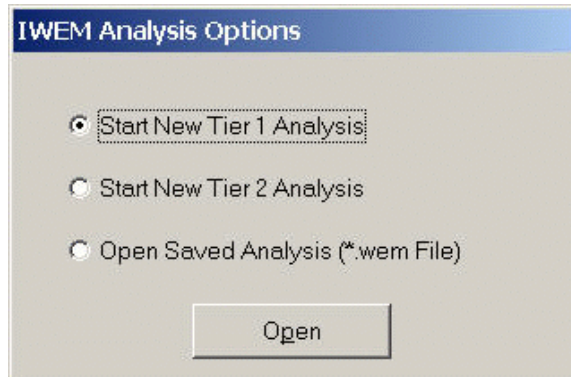 IWEM Analysis Options
Start New Tier 1 Analysis
Start New Tier 2 Analysis
Open Saved Analysis (*.wem File)
Open